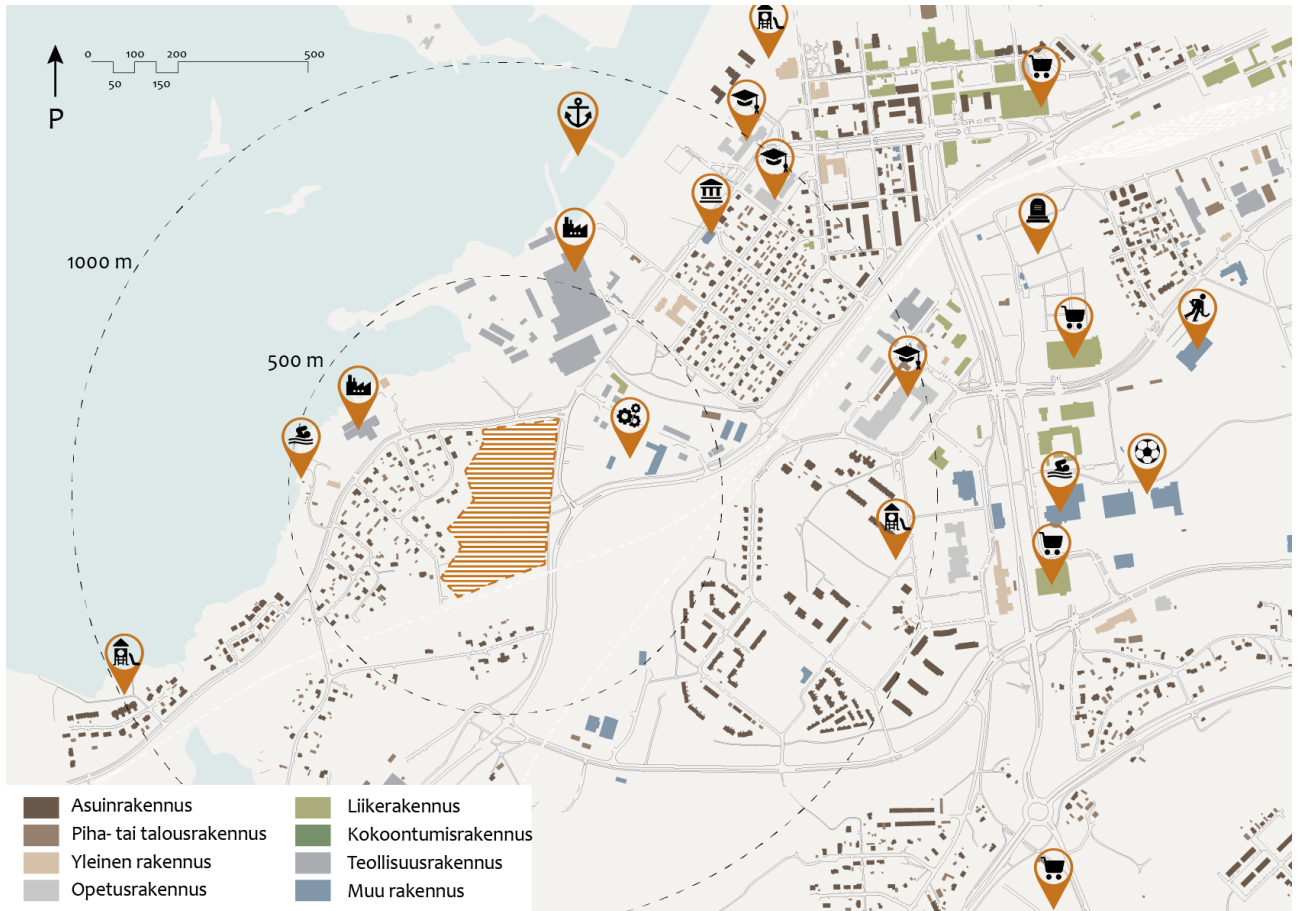 0 100 200 500
50 150
P
1000 m
500 m
Asuinrakennus
Piha- tai talousrakennus
Yleinen rakennus
Opetusrakennus
Liikerakennus
Kokoontumisrakennus
Teollisuusrakennus
Muu rakennus